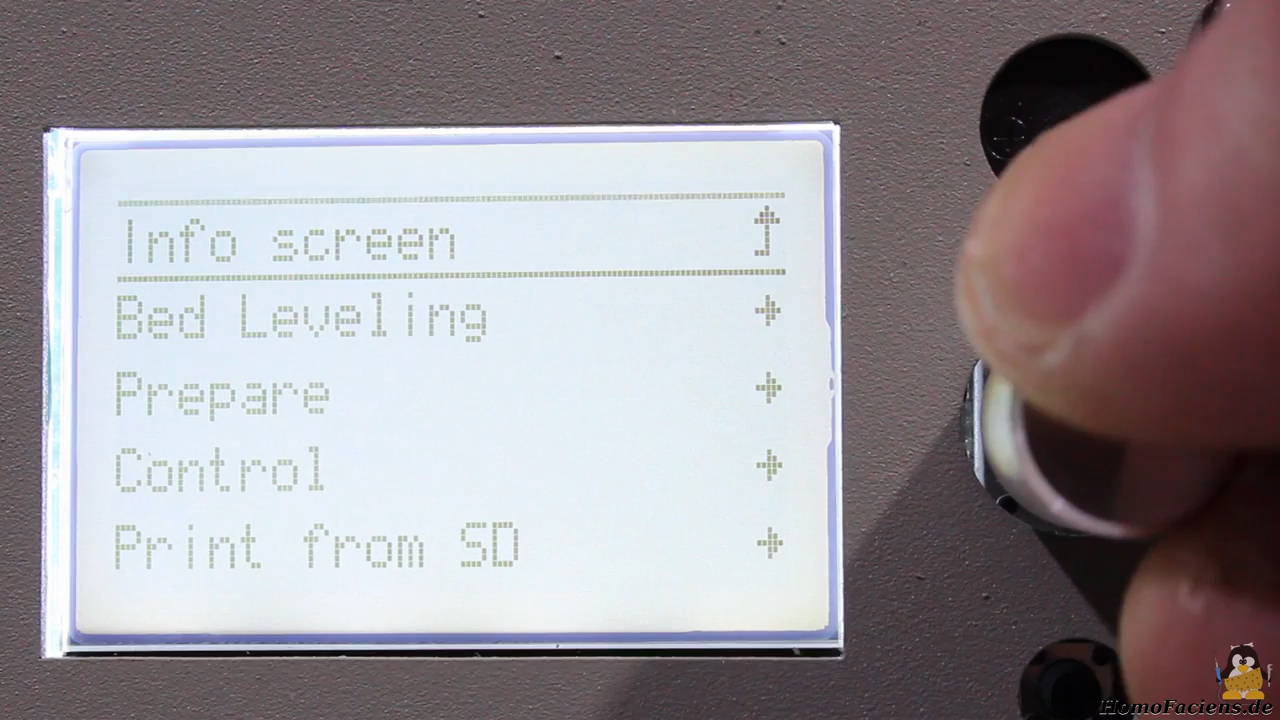 Info screen
Bed Leveling
Prepare
Control
Print from SD
HomoFaciens.de